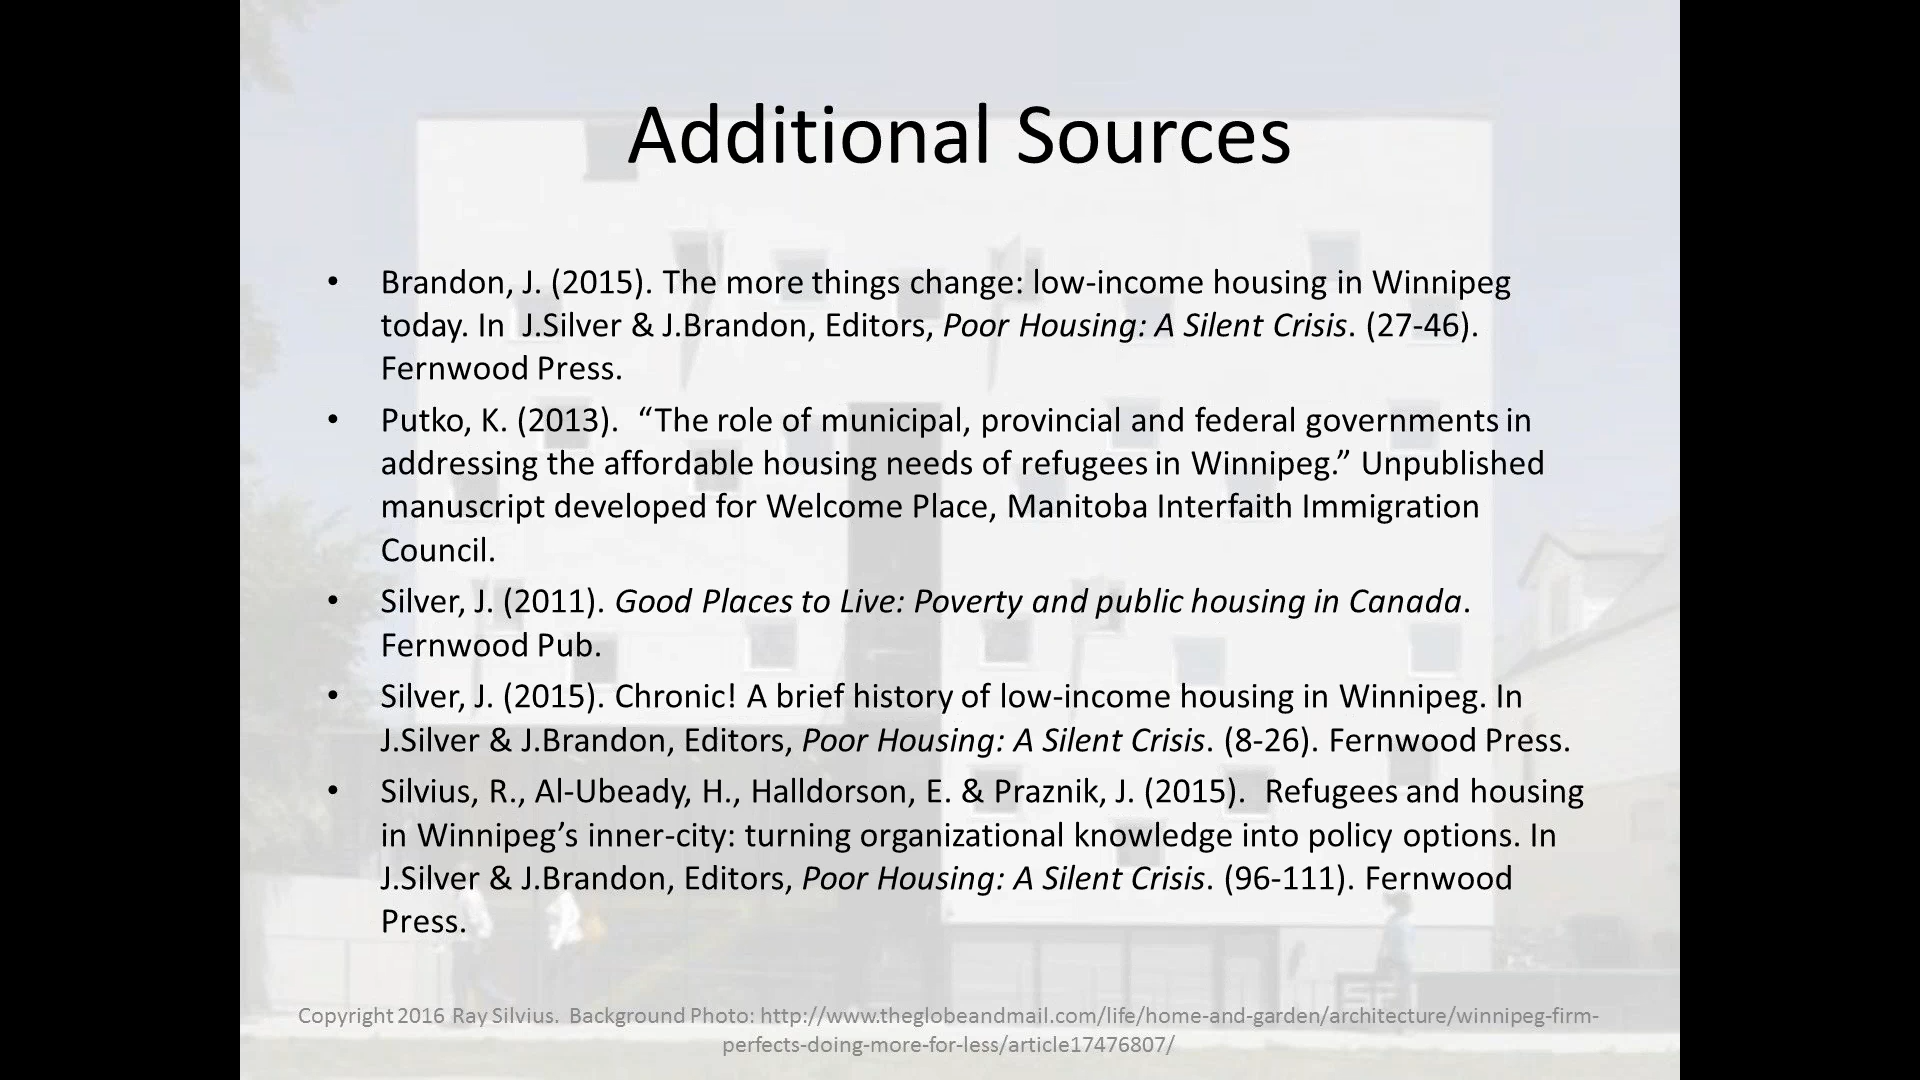 Additional Sources
• Brandon, J. (2015). The more things change: low-income housing in Winnipeg
today. In  J.Silver & J.Brandon, Editors, Poor Housing: A Silent Crisis. (27-46).
Fernwood Press.
• Putko, K. (2013).  “The role of municipal, provincial and federal governments in
addressing the affordable housing needs of refugees in Winnipeg.” Unpublished
manuscript developed for Welcome Place, Manitoba Interfaith Immigration
Council.
• Silver, J. (2011). Good Places to Live: Poverty and public housing in Canada.
Fernwood Pub.
• Silver, J. (2015). Chronic! A brief history of low-income housing in Winnipeg. In
J.Silver & J.Brandon, Editors, Poor Housing: A Silent Crisis. (8-26). Fernwood Press.
• Silvius, R., Al-Ubeady, H., Halldorson, E. & Praznik, J. (2015).  Refugees and housing
in Winnipeg’s inner-city: turning organizational knowledge into policy options. In
J.Silver & J.Brandon, Editors, Poor Housing: A Silent Crisis. (96-111). Fernwood
Press.
Copyright 2016 Ray Silvius.  Background Photo: http://www.theglobeandmail.com/life/home-and-garden/architecture/winnipeg-firm-
perfects-doing-more-for-less/article17476807/